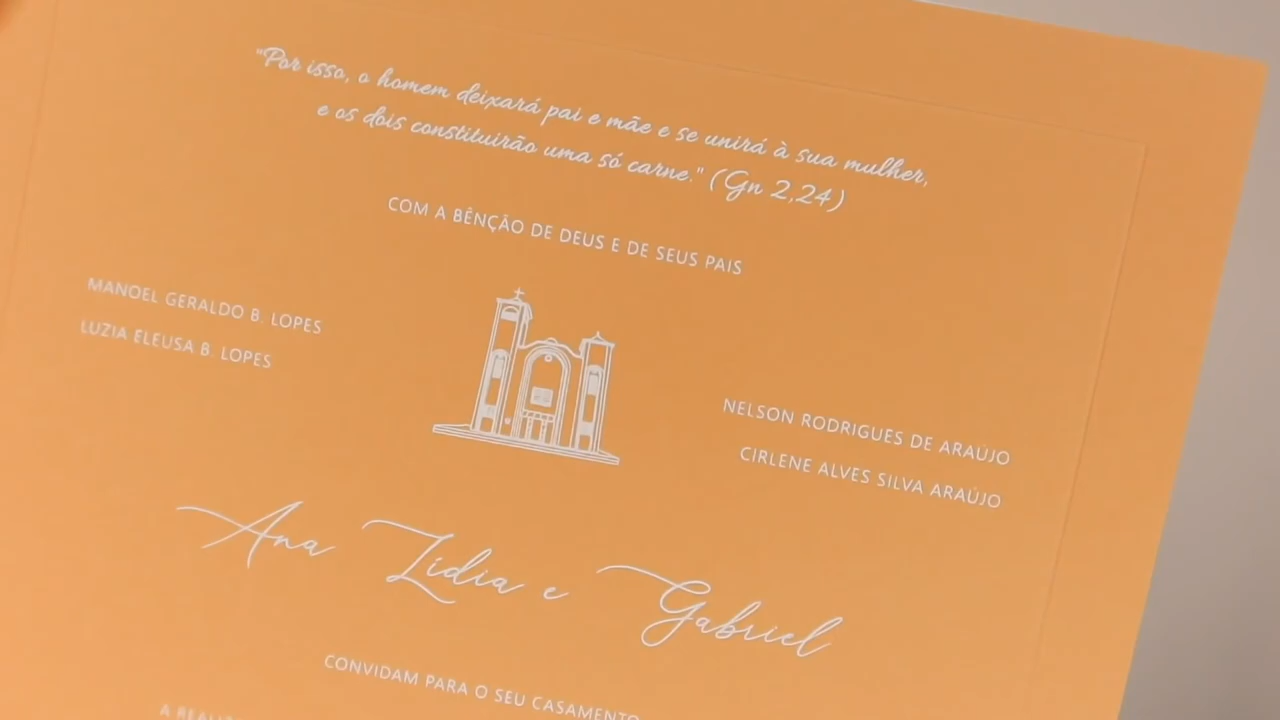 "Por isso, o homem deixará pai e mãe e se unirá à sua mulher,
e os dois constituirão uma só carne." (Gn 2,24)
COM A BÊNÇÃO DE DEUS E DE SEUS PAIS
MANOEL GERALDO B. LOPES
LUZIA ELEUSA B. LOPES
NELSON RODRIGUES DE ARAÚJO
CIRLENE ALVES SILVA ARAÚJO
Ana Lídia e Gabriel
CONVIDAM PARA O SEU CASAMENTO
A